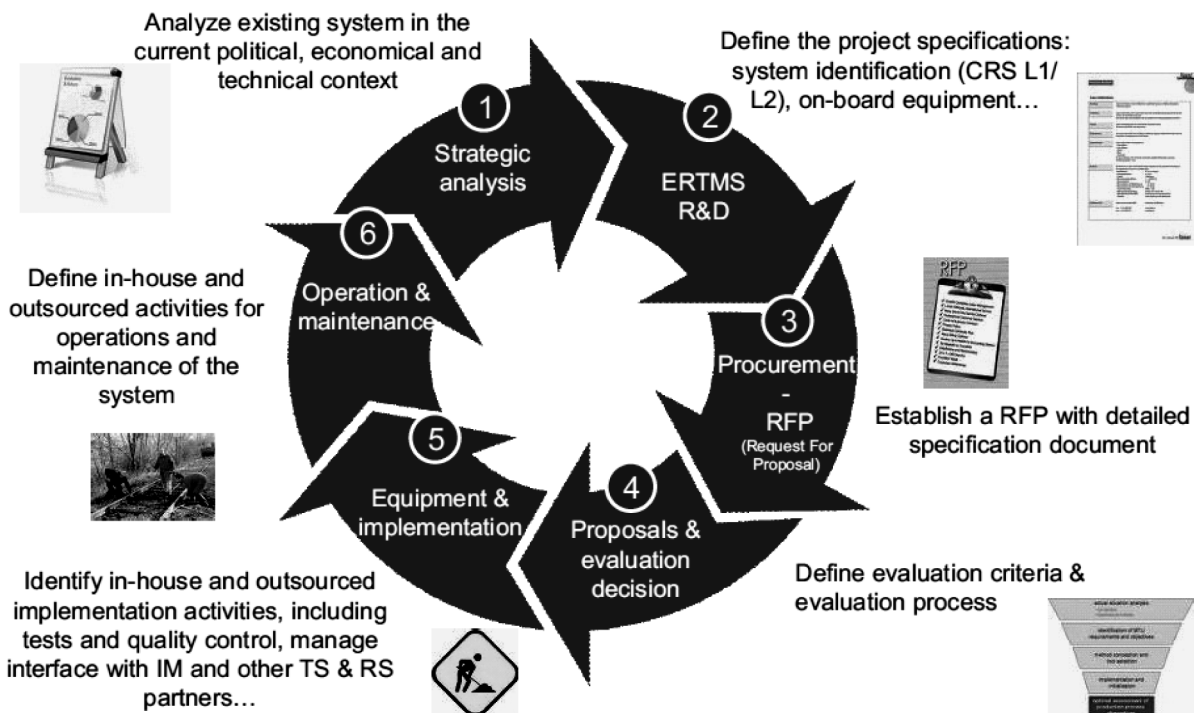 Analyze existing system in the
current political, economical and
technical context
Define the project specifications:
system identification (CRS L1/
L2), on-board equipment…
1
Strategic
analysis
2
ERTMS
R&D
3
Procurement
-
RFP
(Request For
Proposal)
RFP
Establish a RFP with detailed
specification document
4
Proposals &
evaluation
decision
Define evaluation criteria &
evaluation process
5
Equipment &
implementation
Identify in-house and outsourced
implementation activities, including
tests and quality control, manage
interface with IM and other TS & RS
partners…
6
Operation &
maintenance
Define in-house and
outsourced activities for
operations and
maintenance of the
system